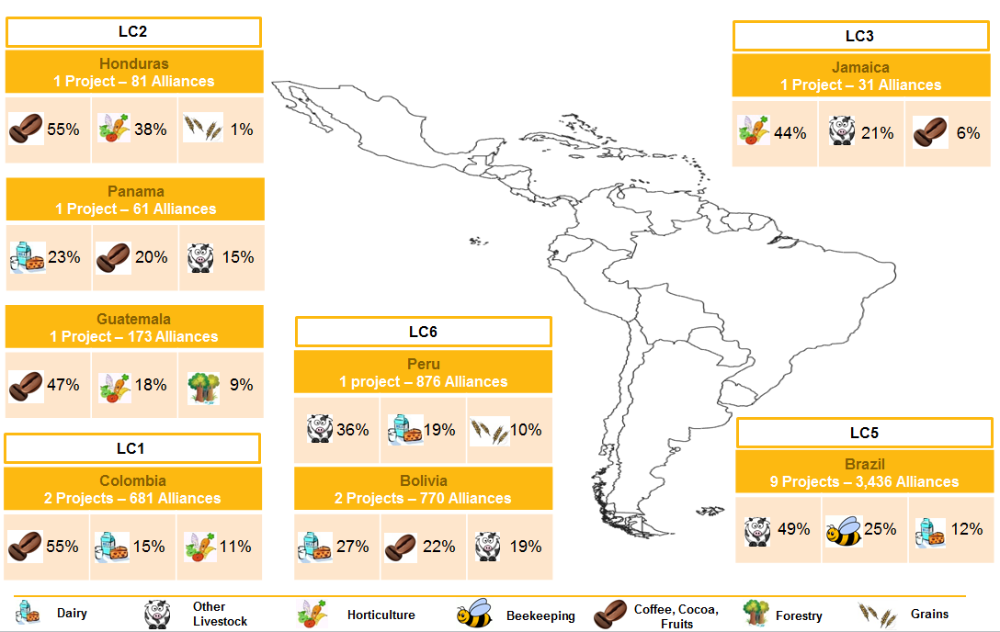 LC2
Honduras
1 Project – 81 Alliances
55% 38% 1%
Panama
1 Project – 61 Alliances
23% 20% 15%
Guatemala
1 Project – 173 Alliances
47% 18% 9%
LC1
Colombia
2 Projects – 681 Alliances
55% 15% 11%
LC6
Peru
1 project – 876 Alliances
36% 19% 10%
Bolivia
2 Projects – 770 Alliances
27% 22% 19%
LC3
Jamaica
1 Project – 31 Alliances
44% 21% 6%
LC5
Brazil
9 Projects – 3,436 Alliances
49% 25% 12%
Dairy
Other
Livestock
Horticulture
Beekeeping
Coffee, Cocoa,
Fruits
Forestry
Grains